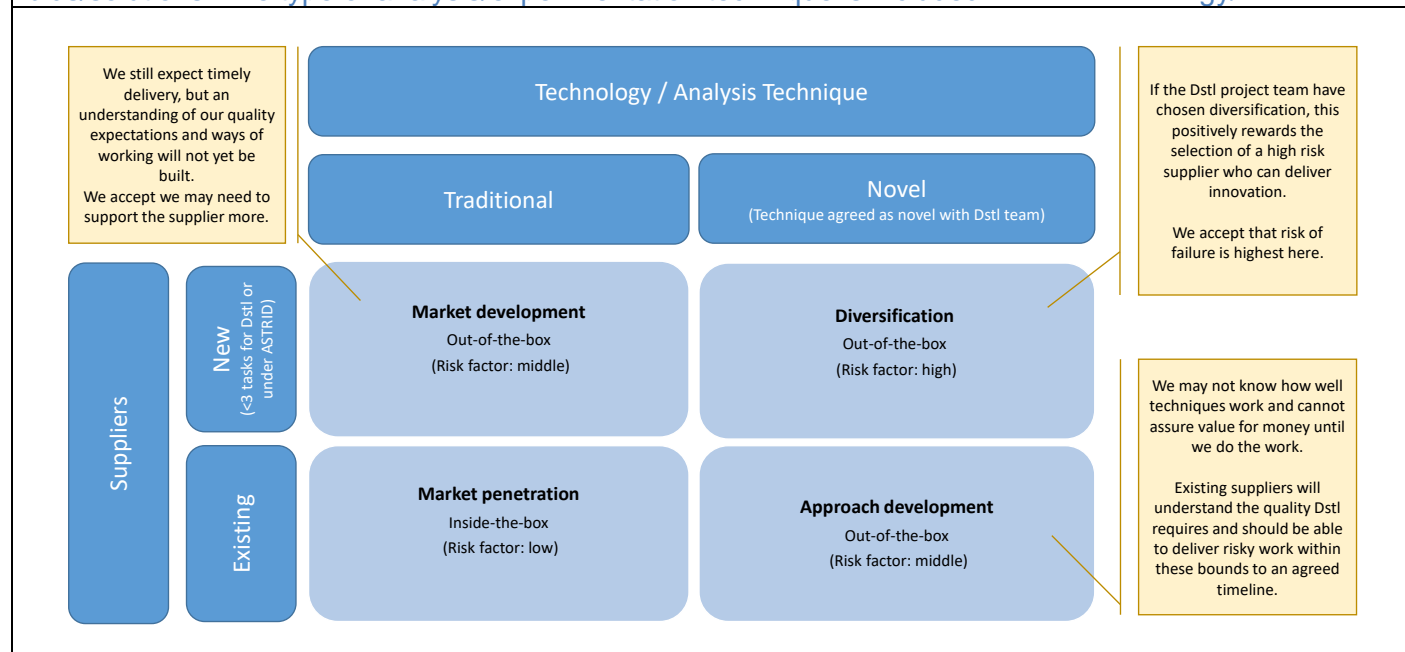 We still expect timely
delivery, but an
understanding of our quality
expectations and ways of
working will not yet be
built.
We accept we may need to
support the supplier more.
Technology / Analysis Technique
If the Dstl project team have
chosen diversification, this
positively rewards the
selection of a high risk
supplier who can deliver
innovation.
We accept that risk of
failure is highest here.
Traditional
Novel
(Technique agreed as novel with Dstl team)
Suppliers
New
(<3 tasks for Dstl or
under ASTRID)
Market development
Out-of-the-box
(Risk factor: middle)
Diversification
Out-of-the-box
(Risk factor: high)
Existing
Market penetration
Inside-the-box
(Risk factor: low)
Approach development
Out-of-the-box
(Risk factor: middle)
We may not know how well
techniques work and cannot
assure value for money until
we do the work.
Existing suppliers will
understand the quality Dstl
requires and should be able
to deliver risky work within
these bounds to an agreed
timeline.